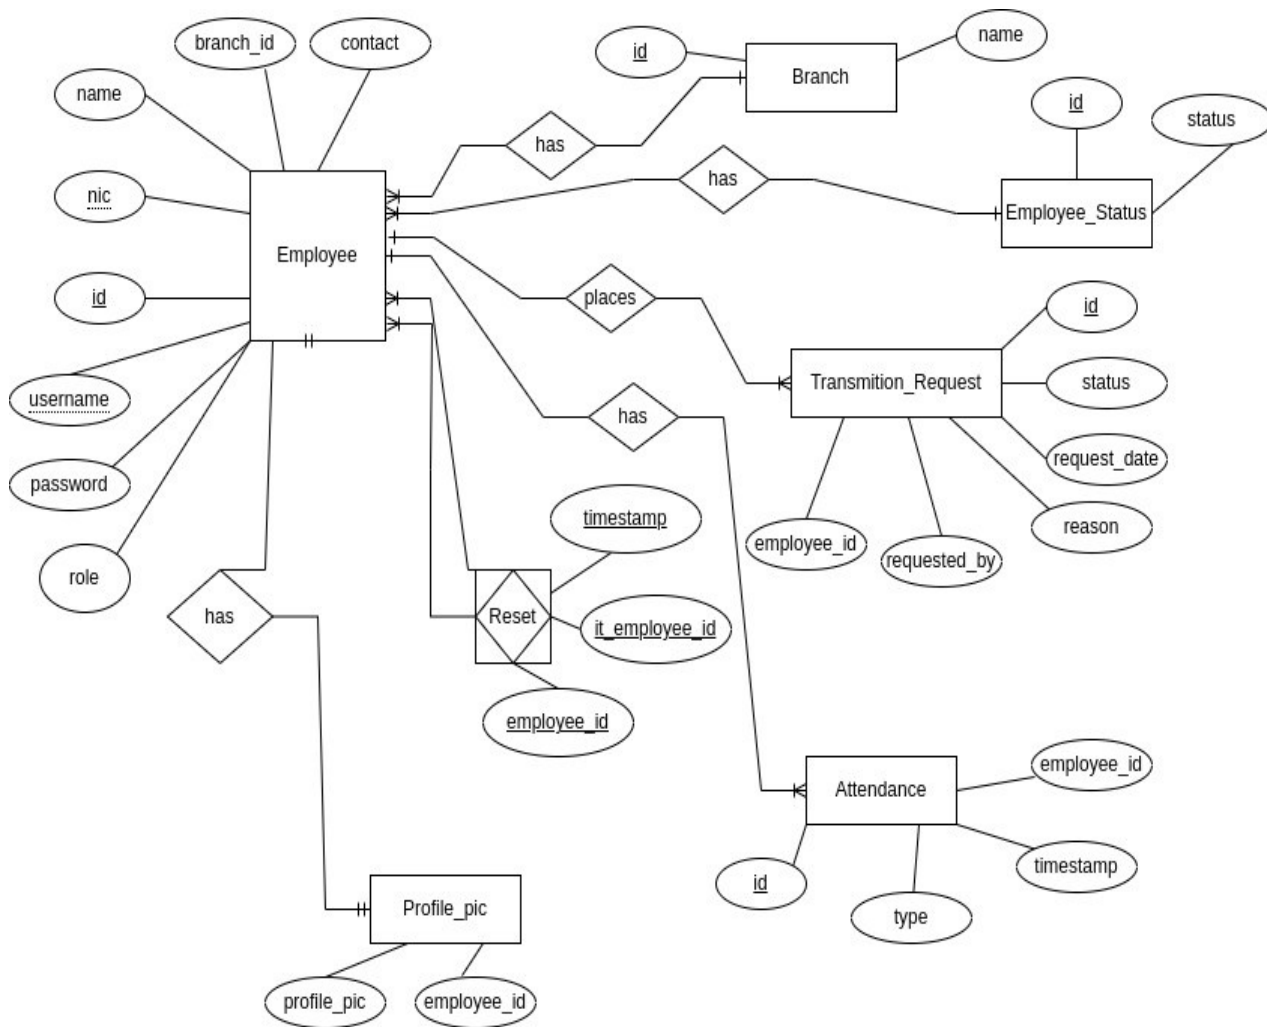 branch_id
contact
id
name
Branch
name
id
status
has
has
nic
Employee
Employee_Status
id
places
id
Transmition_Request
status
username
has
request_date
password
timestamp
reason
employee_id
requested_by
role
has
Reset
it_employee_id
employee_id
employee_id
Attendance
timestamp
id
type
Profile_pic
profile_pic
employee_id